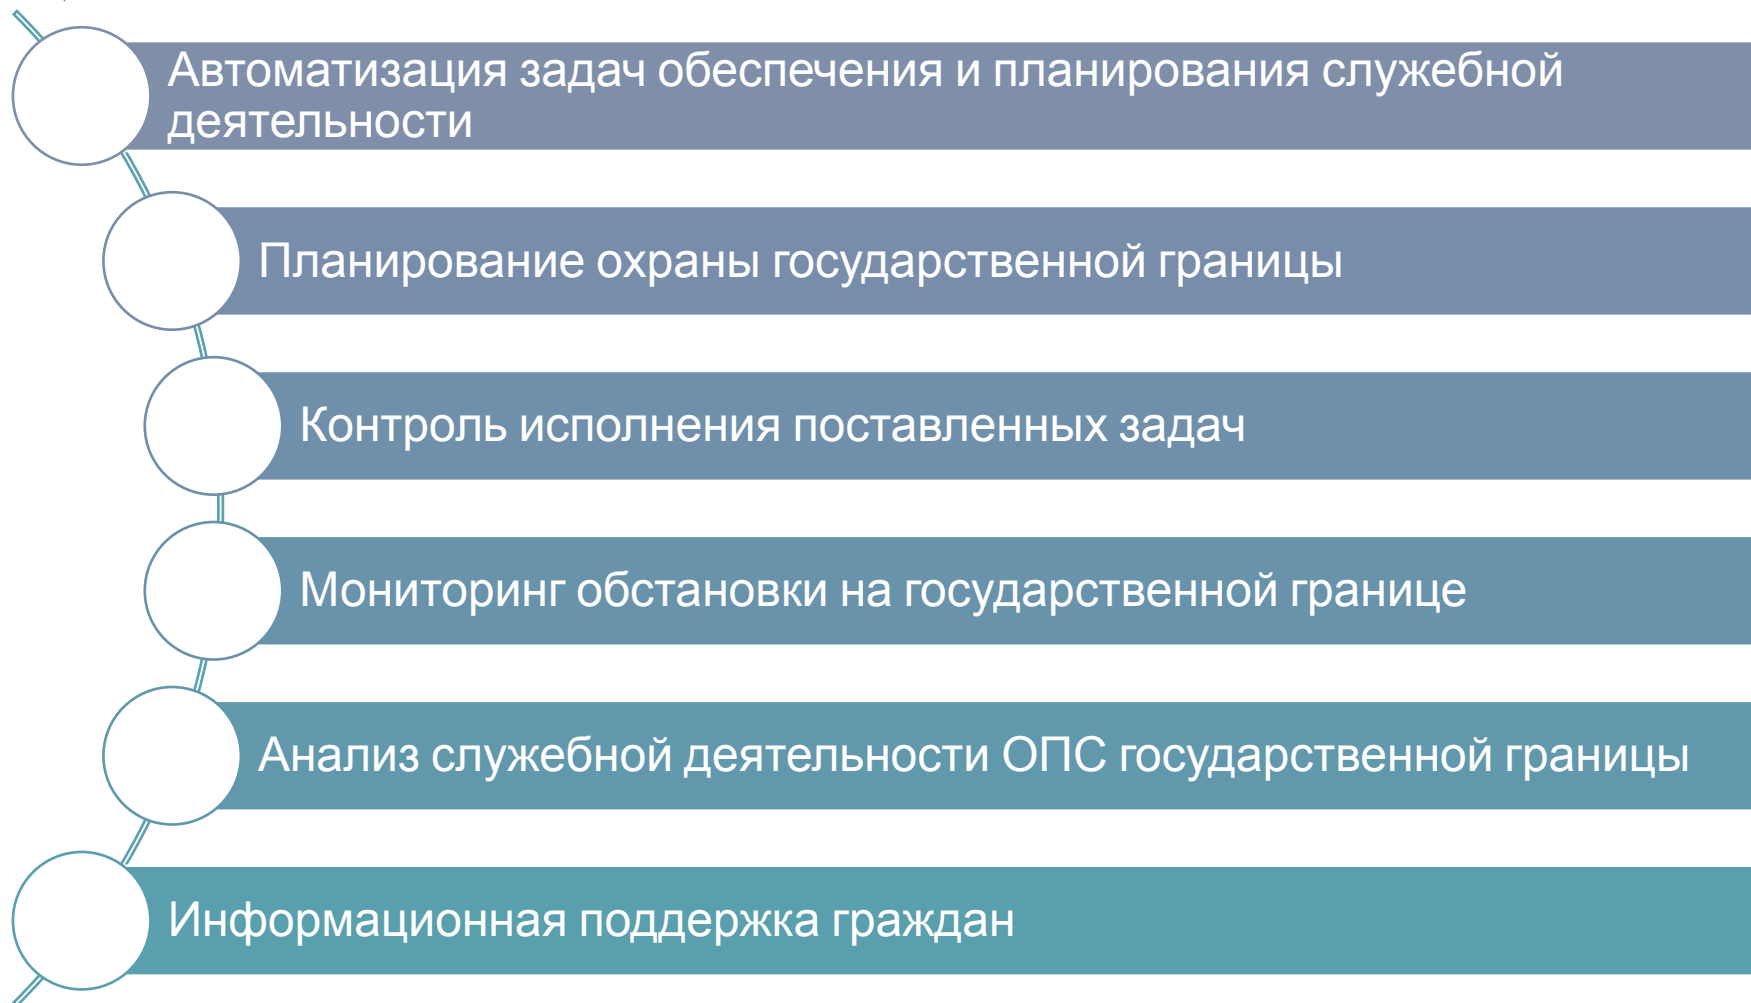 Автоматизация задач обеспечения и планирования служебной
деятельности
Планирование охраны государственной границы
Контроль исполнения поставленных задач
Мониторинг обстановки на государственной границе
Анализ служебной деятельности ОПС государственной границы
Информационная поддержка граждан